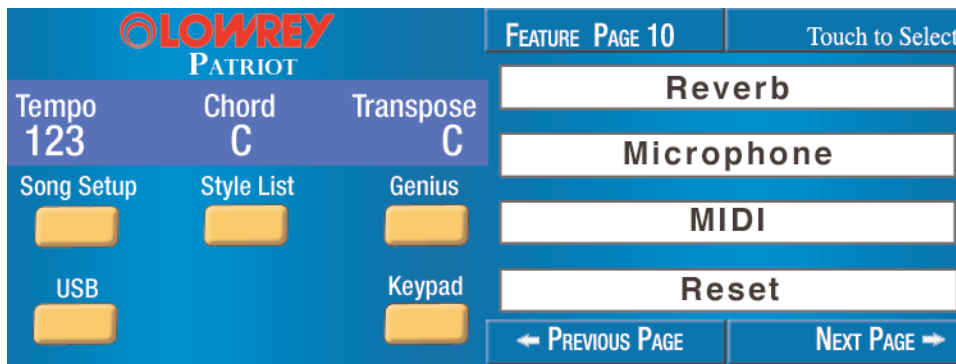 LOWREY
PATRIOT
Tempo Chord Transpose
123 C C
Song Setup Style List Genius
USB Keypad
FEATURE PAGE 10 Touch to Select
Reverb
Microphone
MIDI
Reset
PREVIOUS PAGE NEXT PAGE